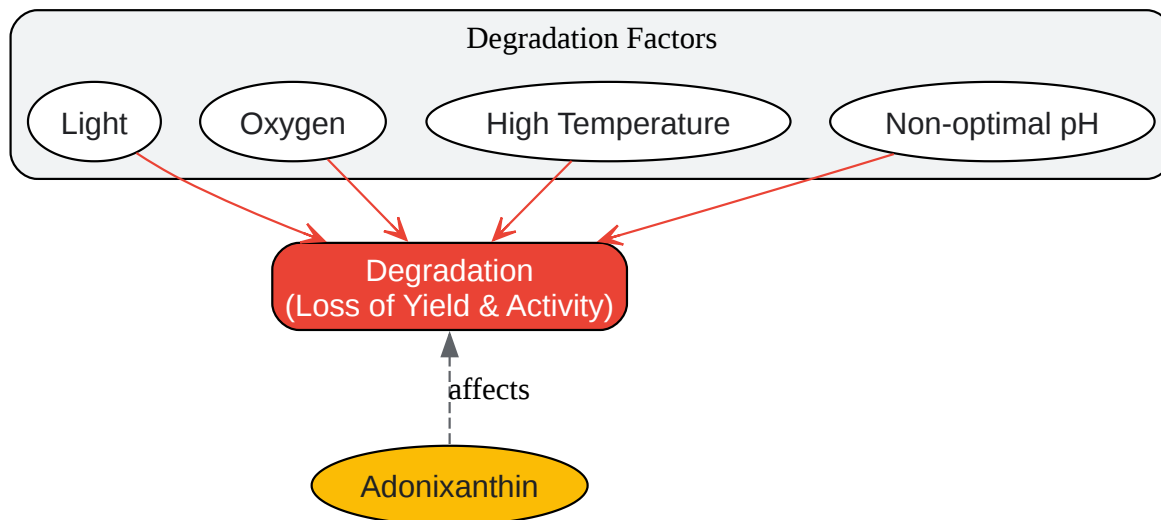 Degradation Factors
Light
Oxygen
High Temperature
Non-optimal pH
Degradation
(Loss of Yield & Activity)
affects
Adonixanthin